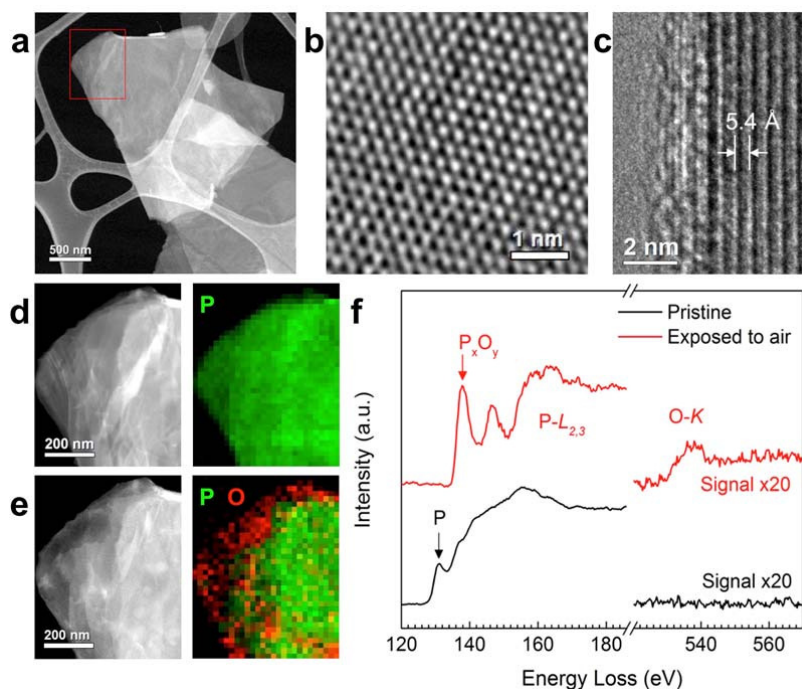 a
500 nm
b
1 nm
c
5.4 Å
2 nm
d
200 nm
P
e
200 nm
P O
f
Pristine
Exposed to air
PₓOᵧ
P-L₂,₃
O-K
Signal x20
P
Signal x20
Intensity (a.u.)
120 140 160 180 540 560
Energy Loss (eV)